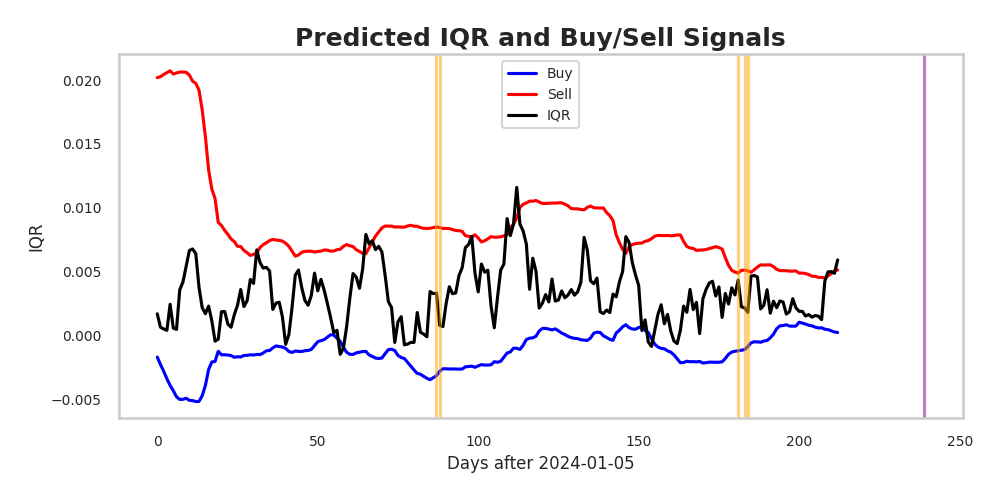 Predicted IQR and Buy/Sell Signals
Buy
Sell
IQR
0.020
0.015
0.010
0.005
0.000
−0.005
IQR
0
50
100
150
200
250
Days after 2024-01-05